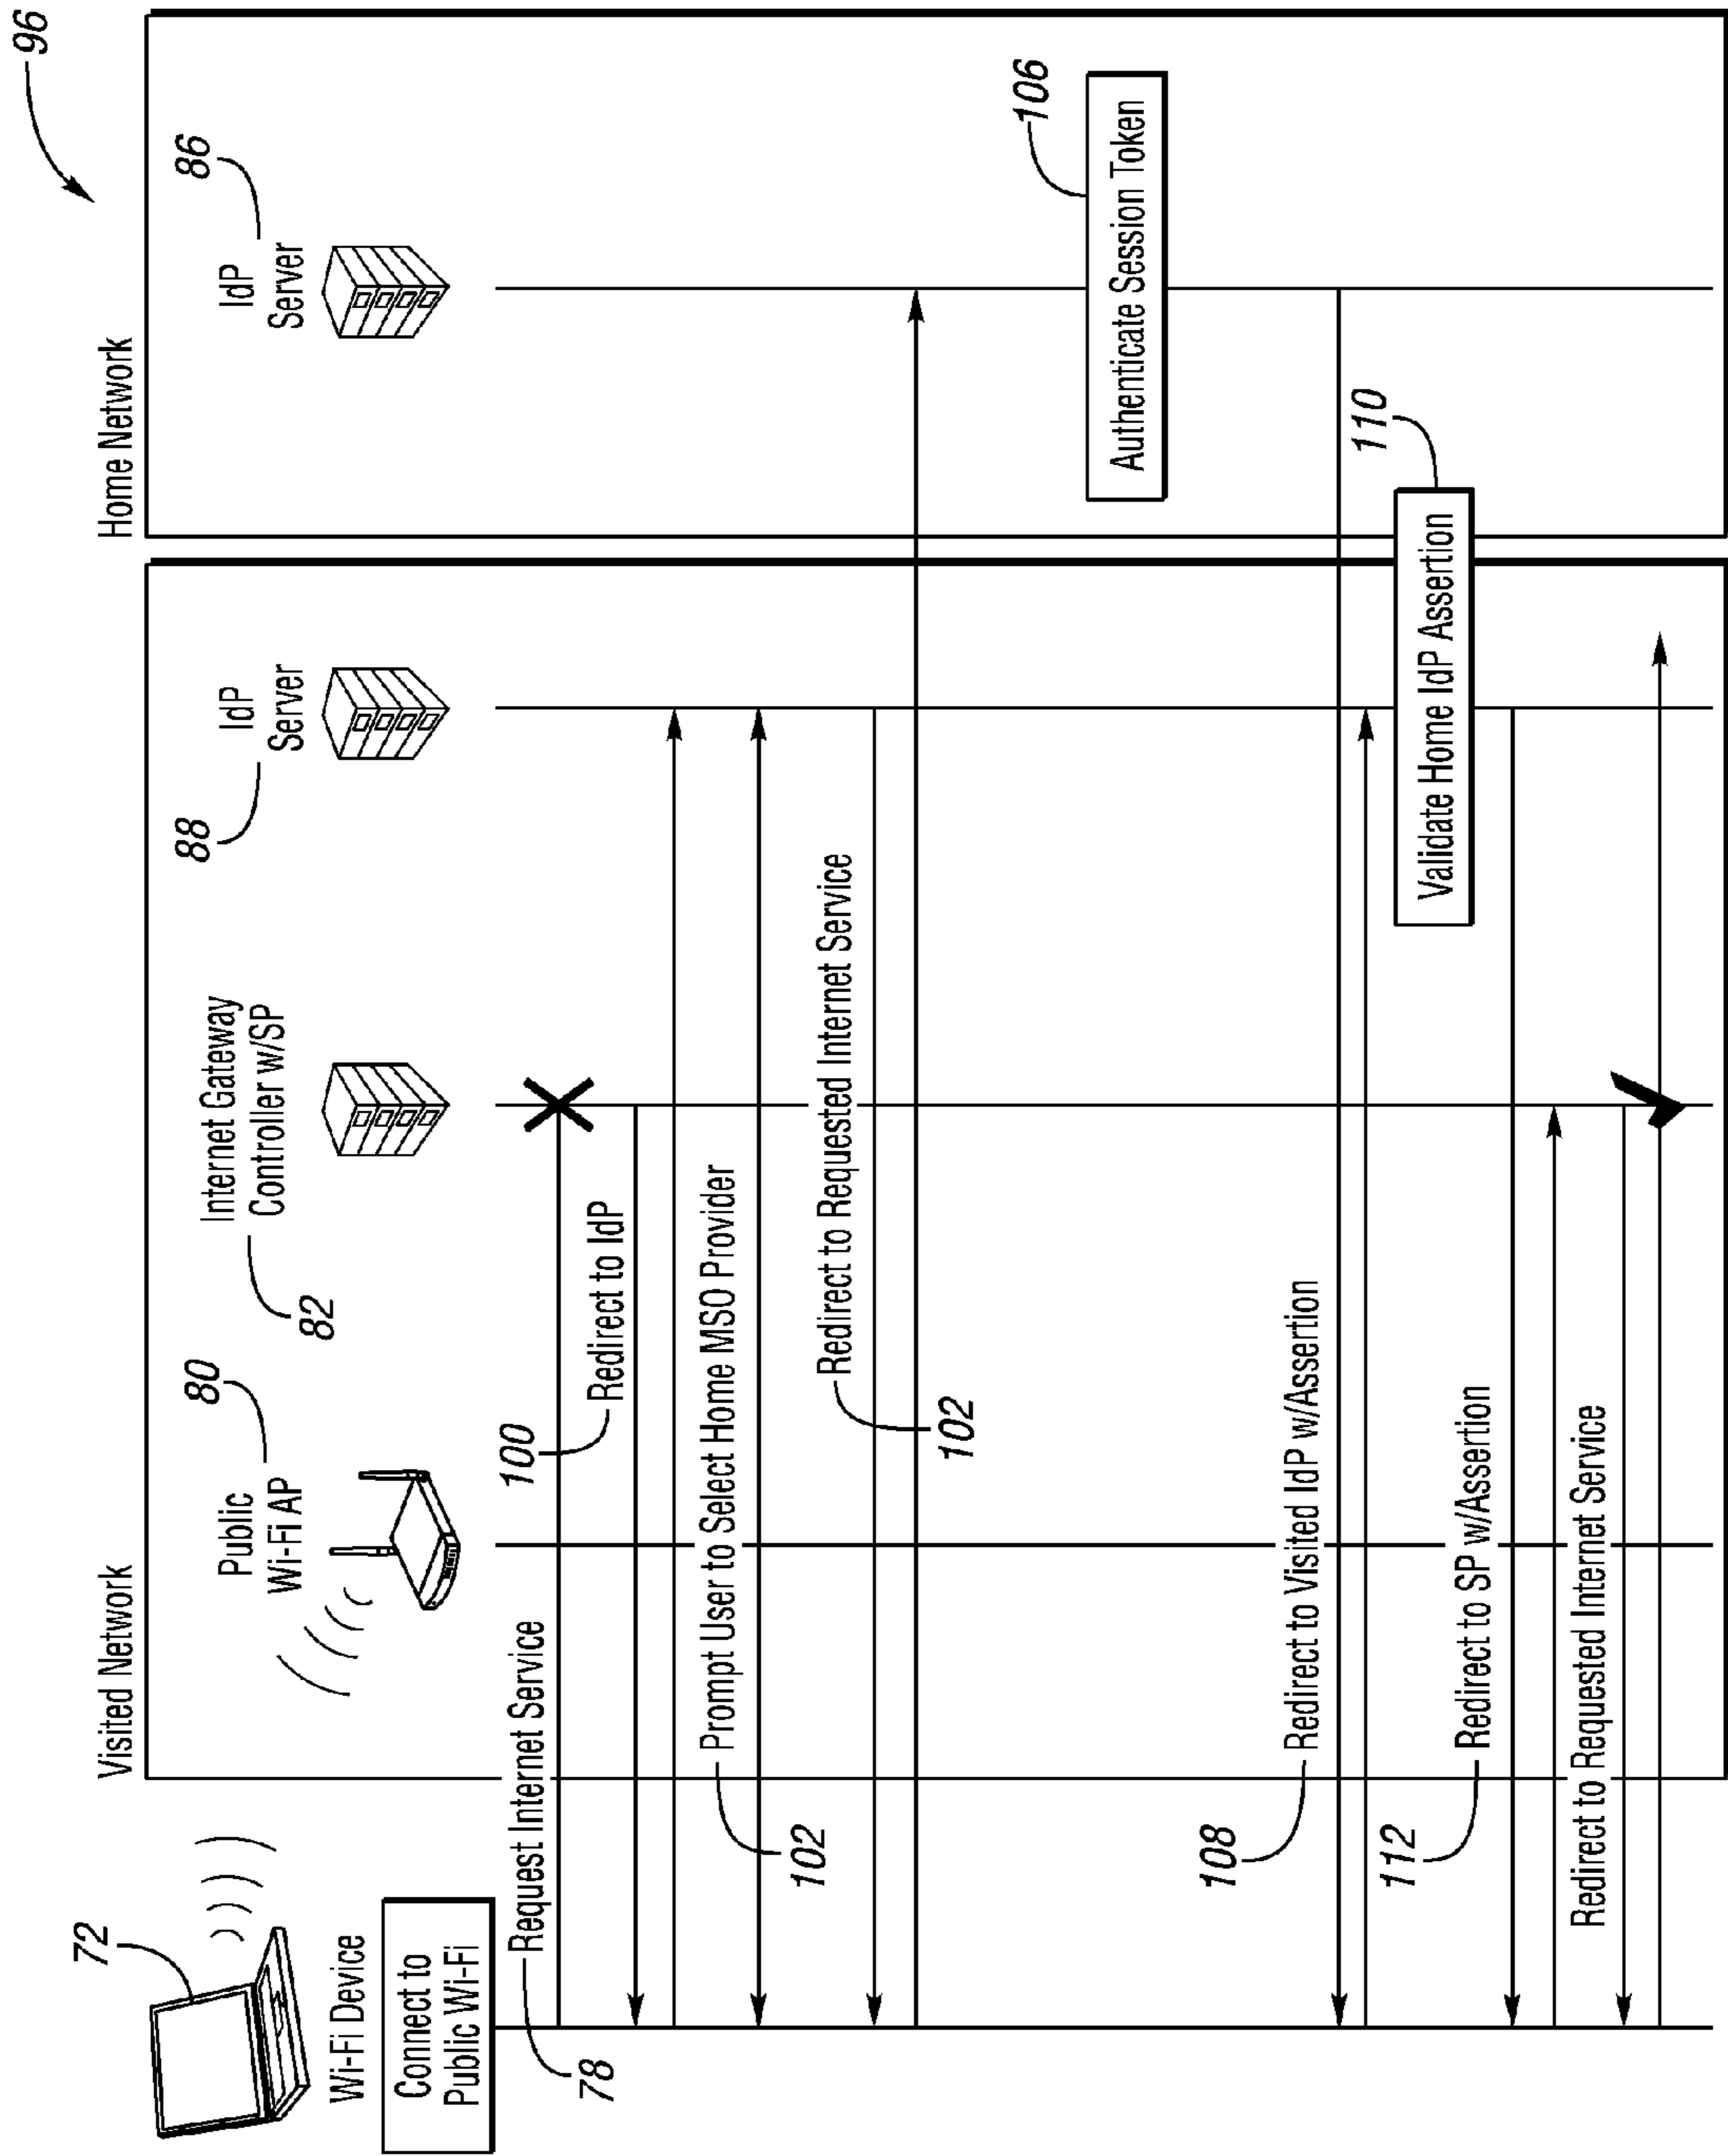 96
Visited Network
Home Network
72
Wi-Fi Device
Connect to
Public Wi-Fi
80
Public
Wi-Fi AP
82
Internet Gateway
Controller w/SP
88
IdP
Server
86
IdP
Server
78
Request Internet Service
100
Redirect to IdP
Prompt User to Select Home MSO Provider
102
Redirect to Requested Internet Service
102
106
Authenticate Session Token
108
Redirect to Visited IdP w/Assertion
110
Validate Home IdP Assertion
112
Redirect to SP w/Assertion
Redirect to Requested Internet Service